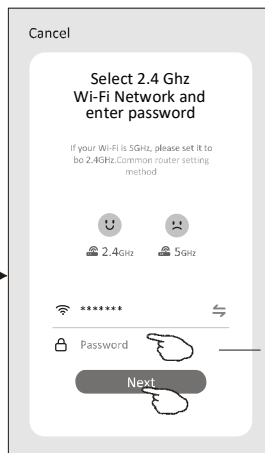 Cancel
Select 2.4 Ghz
Wi-Fi Network and
enter password
If your Wi-Fi is 5GHz, please set it to
bo 2.4GHz.Common router setting
method
2.4GHz 5GHz
*******
Password
Next